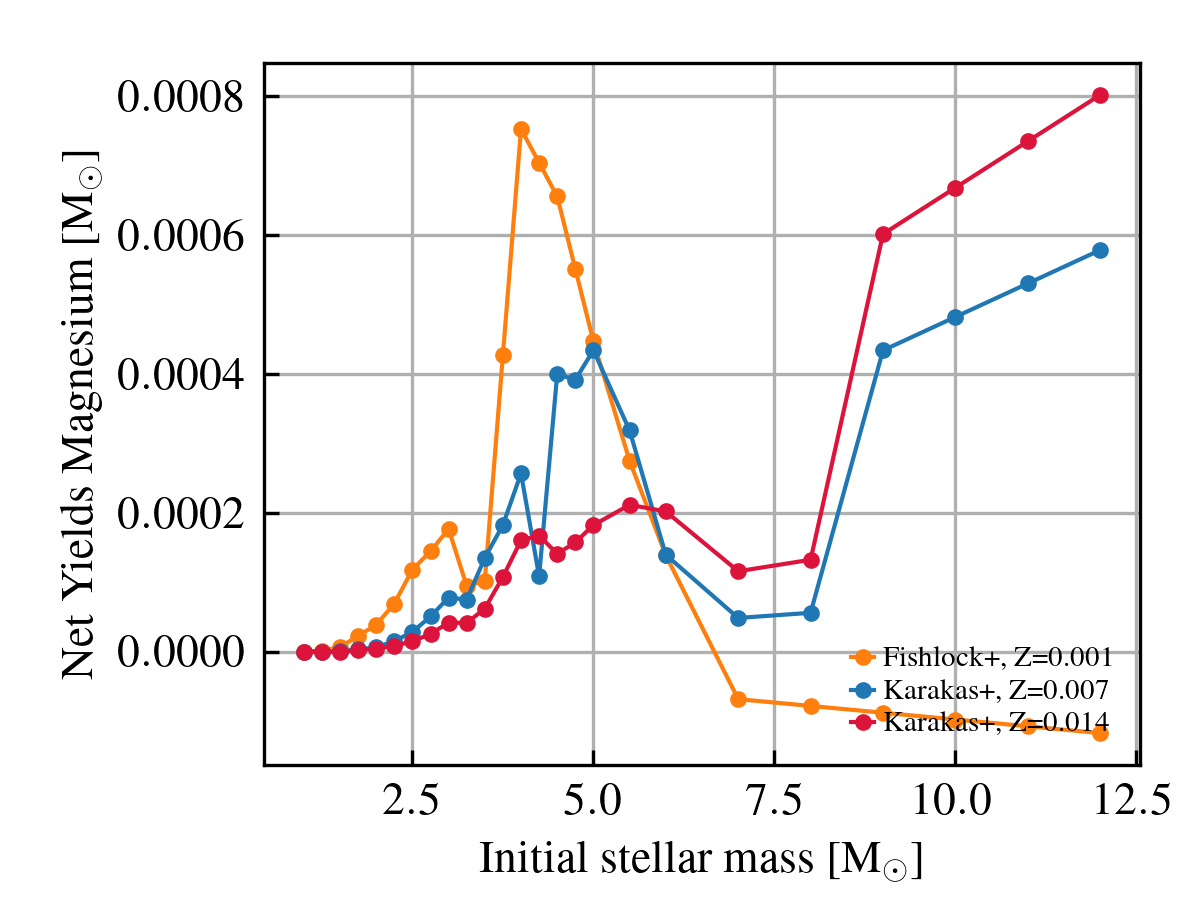 0.0008
0.0006
0.0004
0.0002
0.0000
Net Yields Magnesium [M☉]
Fishlock+, Z=0.001
Karakas+, Z=0.007
Karakas+, Z=0.014
2.5 5.0 7.5 10.0 12.5
Initial stellar mass [M☉]